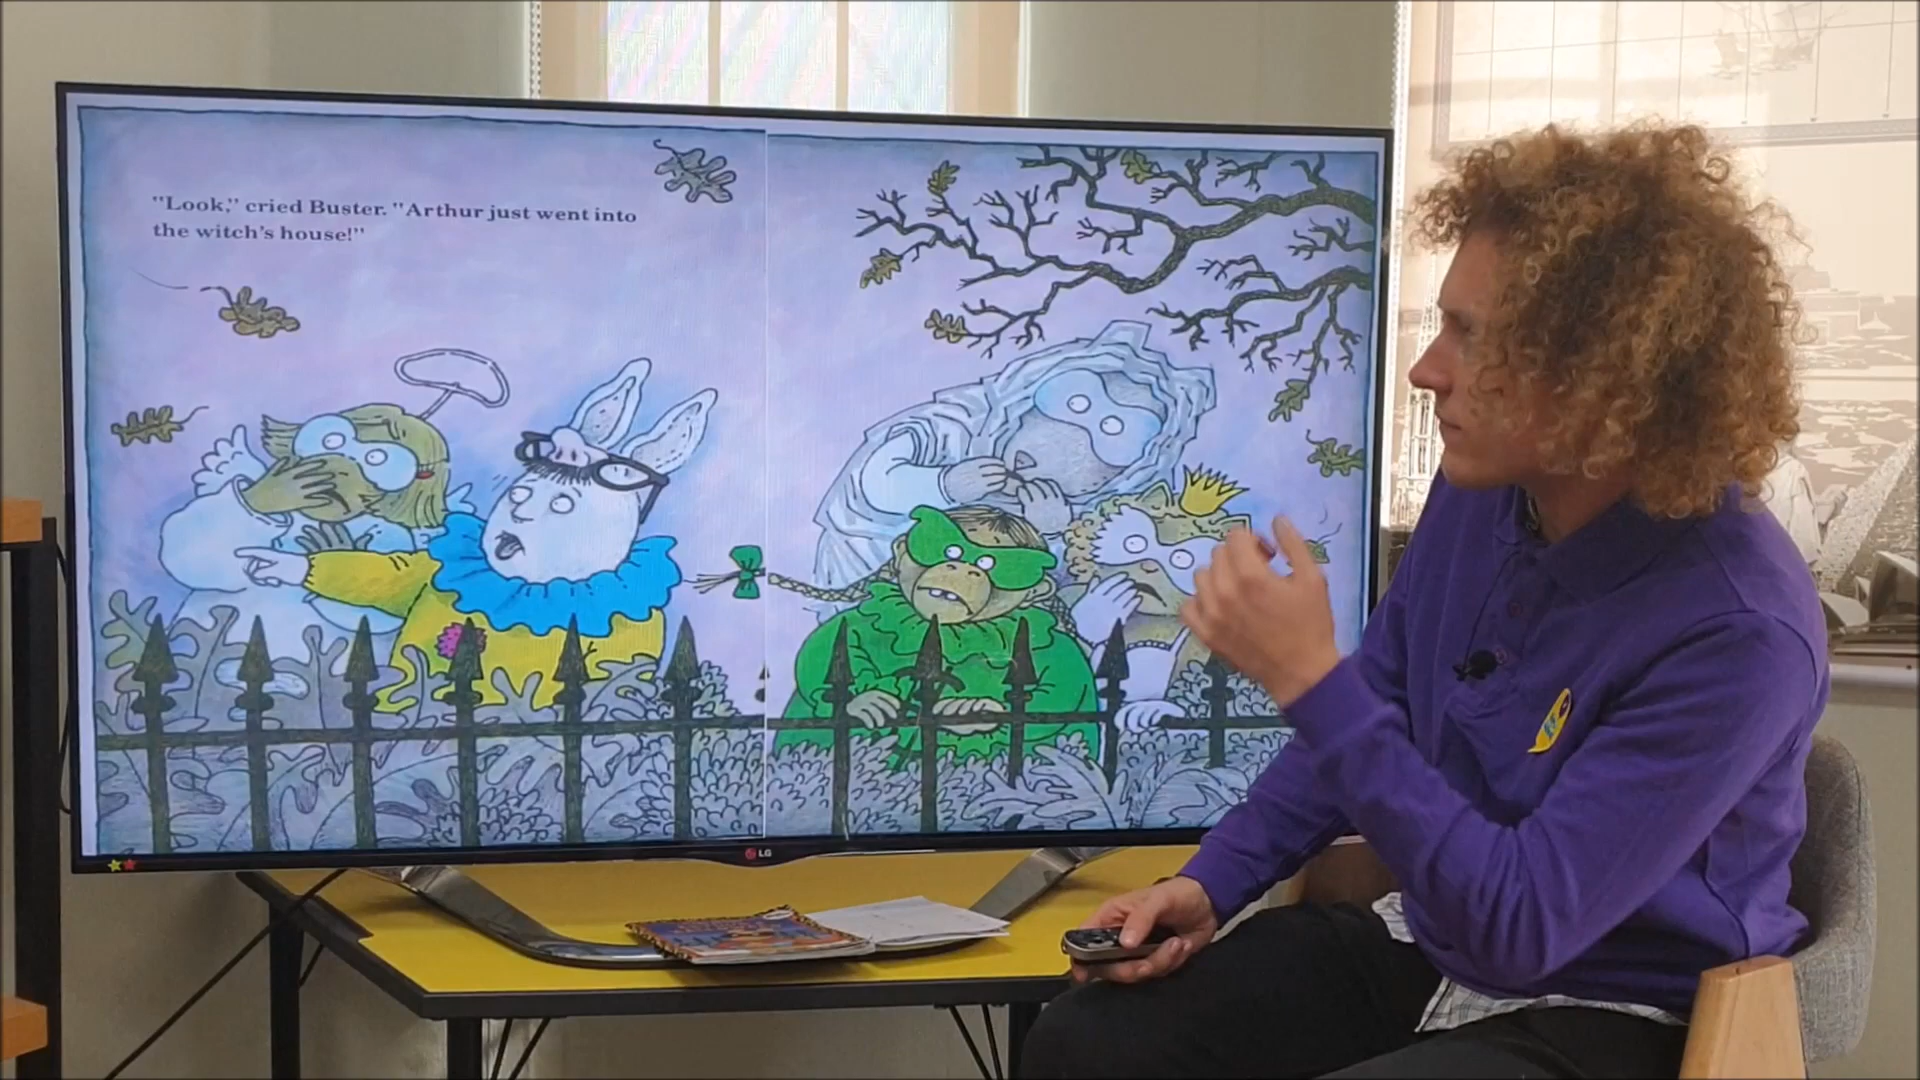 "Look," cried Buster. "Arthur just went into
the witch's house!"
LG